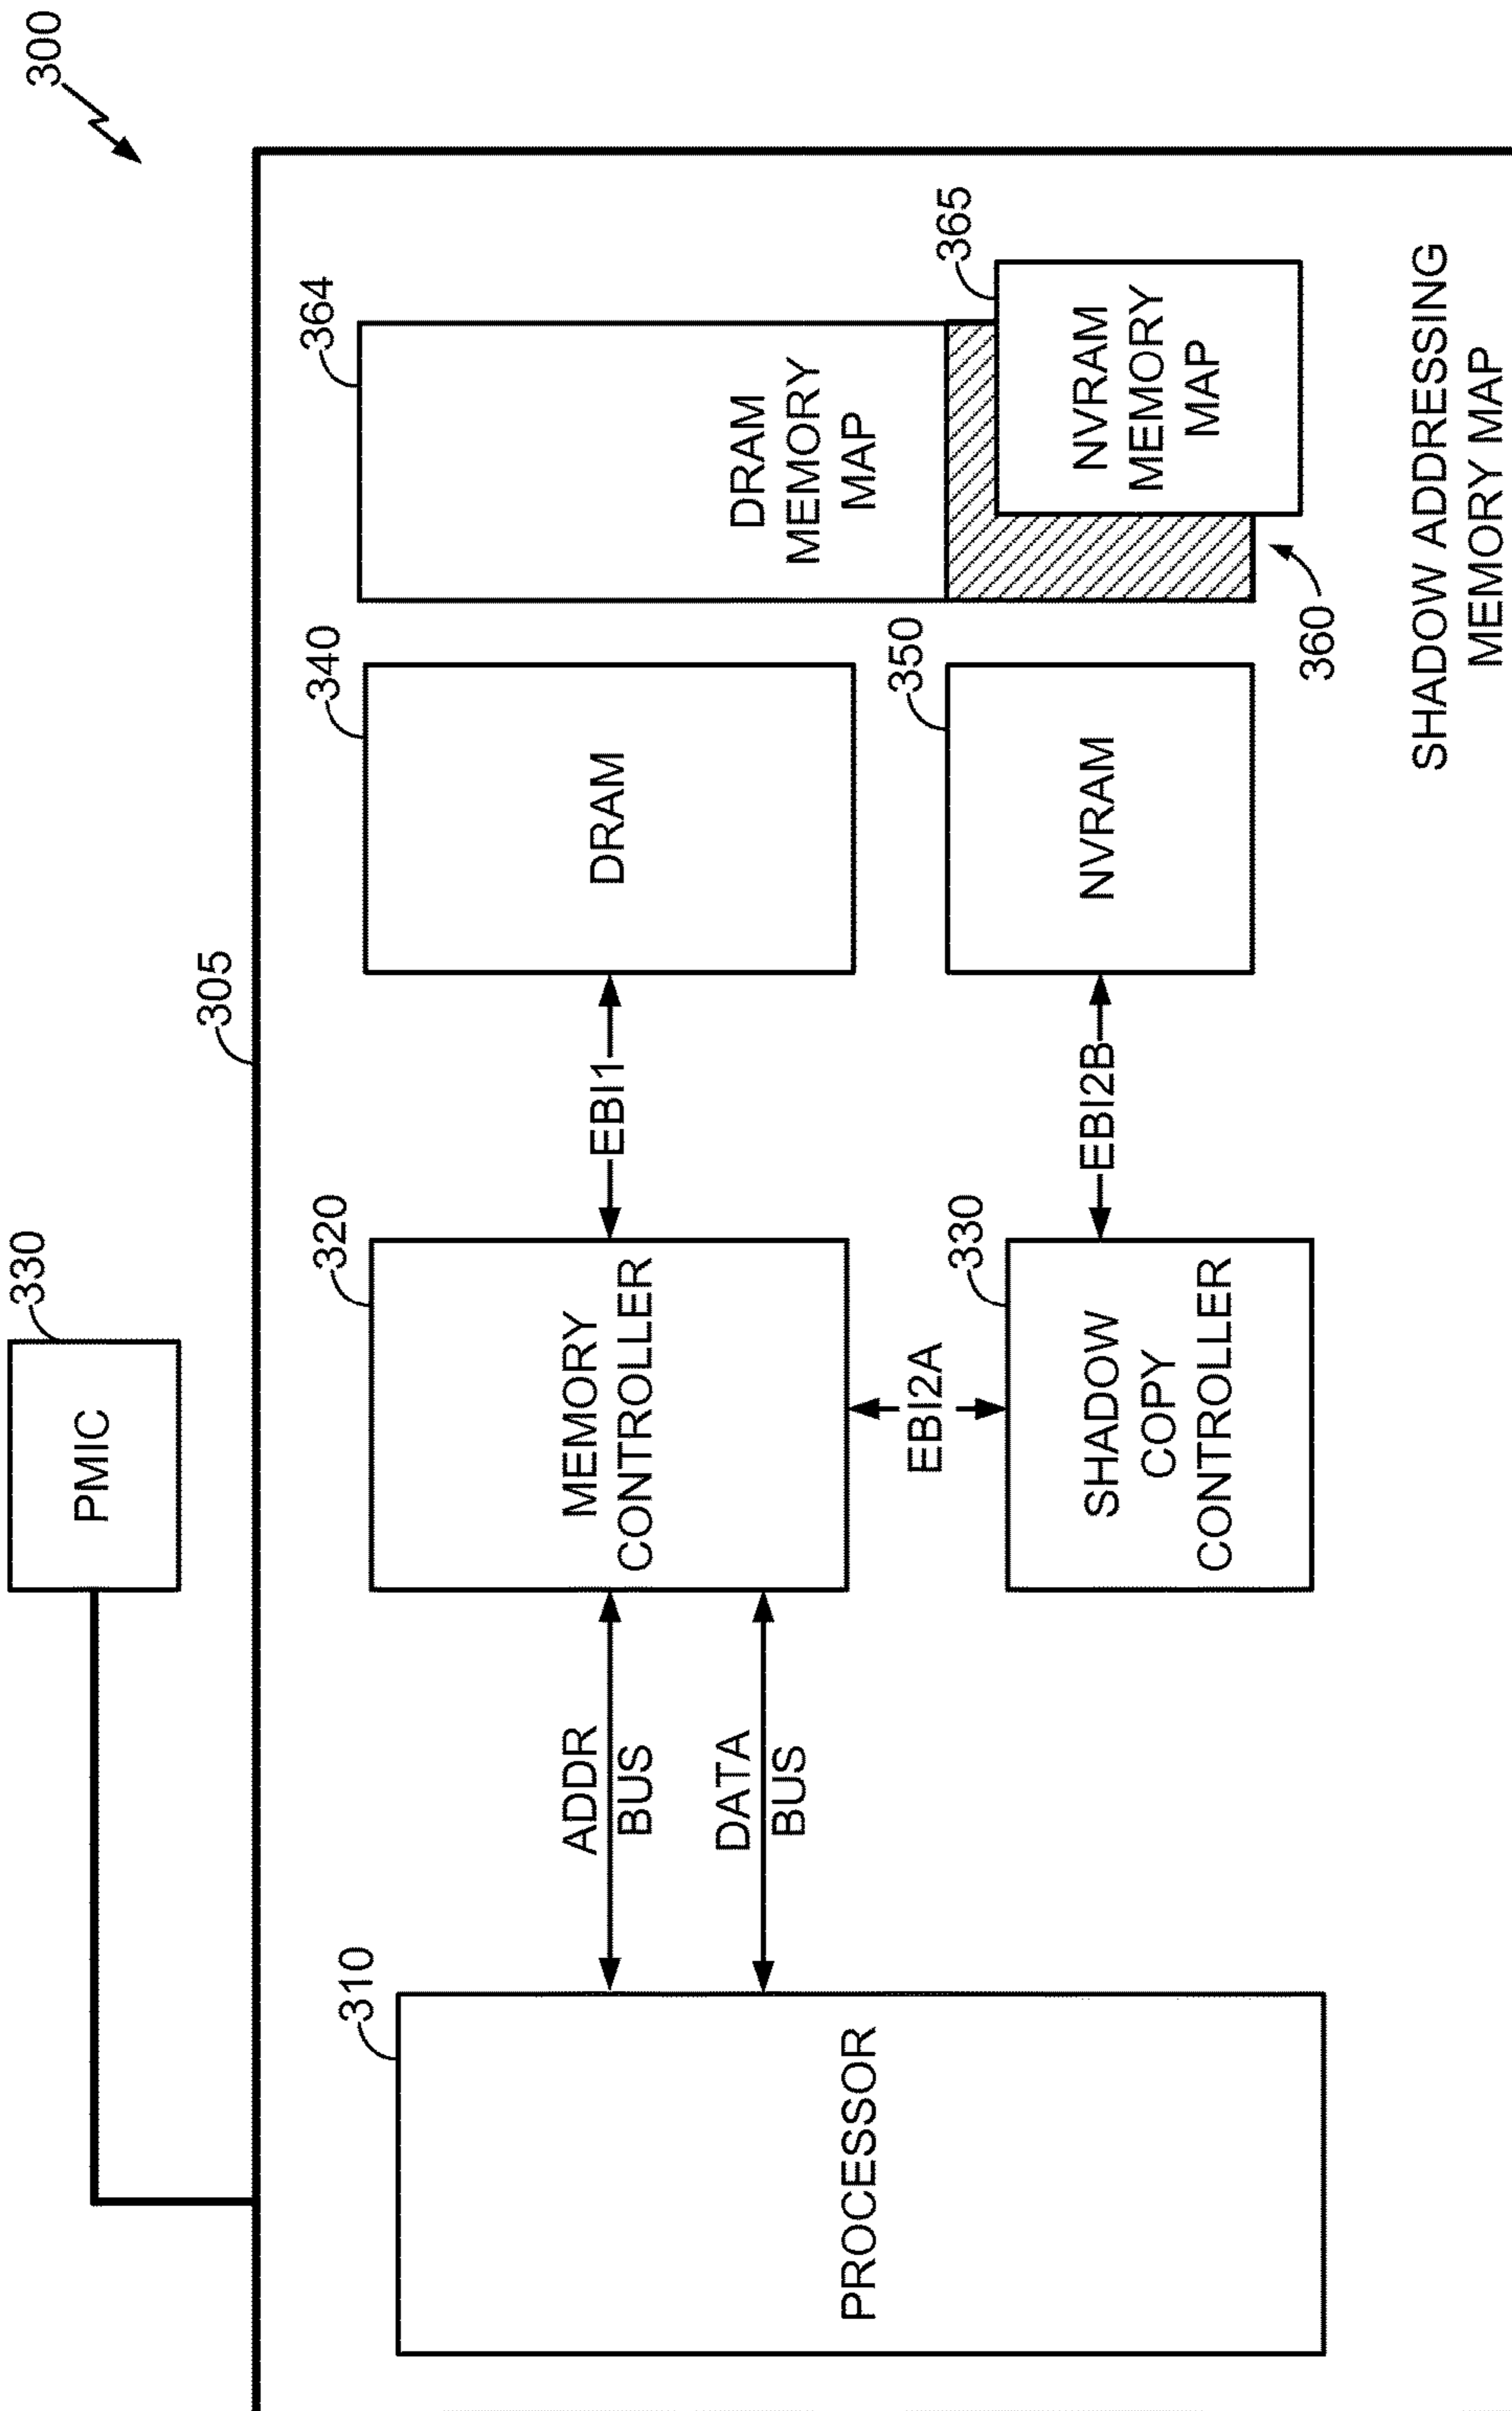 300
330
PMIC
305
310
PROCESSOR
ADDR
BUS
DATA
BUS
320
MEMORY
CONTROLLER
EBI1
340
DRAM
364
DRAM
MEMORY
MAP
EBI2A
330
SHADOW
COPY
CONTROLLER
EBI2B
350
NVRAM
365
NVRAM
MEMORY
MAP
360
SHADOW ADDRESSING
MEMORY MAP